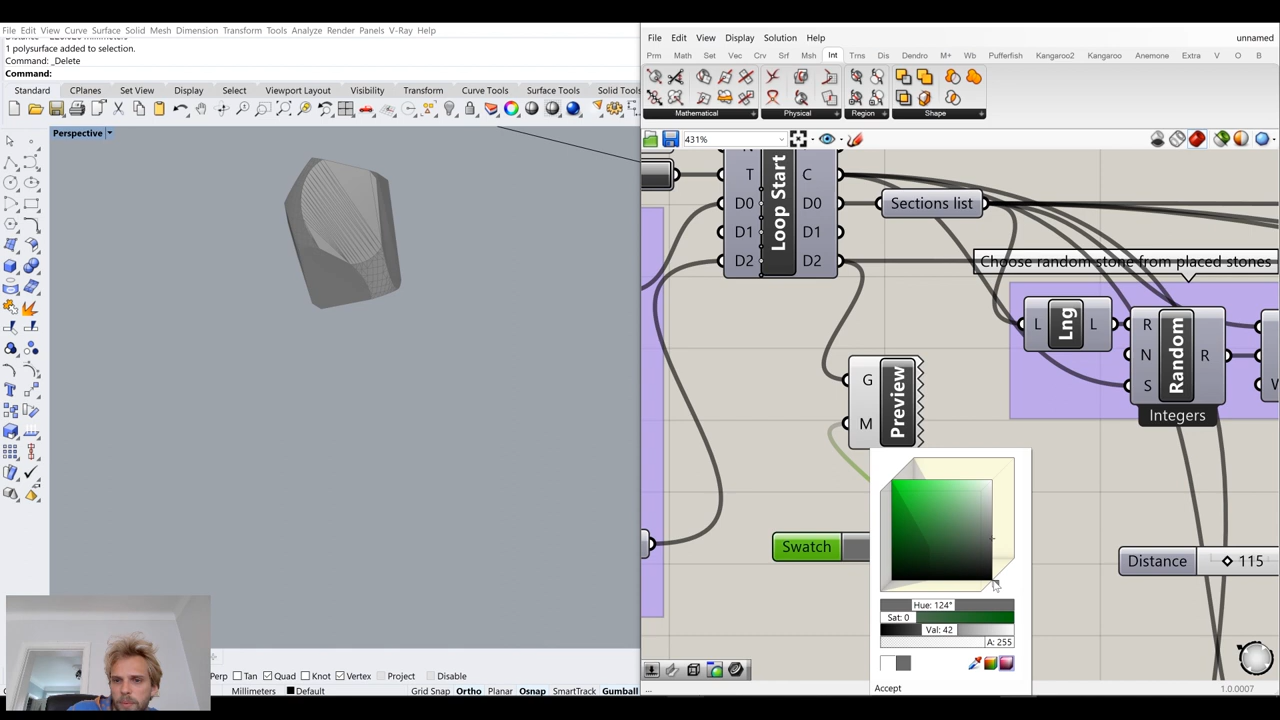 File Edit View Curve Surface Solid Mesh Dimension Transform Tools Analyze Render Panels V-Ray Help
1 polysurface added to selection.
Command: _Delete
Command:
Standard CPlanes Set View Display Select Viewport Layout Visibility Transform Curve Tools Surface Tools Solid Tools
Perspective
File Edit View Display Solution Help unnamed
Prm Math Set Vec Crv Srf Msh Int Trns Dis Dendro M+ Wb Pufferfish Kangaroo2 Kangaroo Anemone Extra V O B
Mathematical Physical Region Shape
431%
T Loop Start C
D0 D0 Sections list
D1 D1
D2 D2 Choose random stone from placed stones
L Lng L R Random
N R
S
Integers
G Preview
M
Swatch Distance 115
Hue: 124°
Sat: 0
Val: 42
A: 255
Accept
Perp Tan Quad Knot Vertex Project Disable
Millimeters Default Grid Snap Ortho Planar Osnap SmartTrack Gumball
... 1.0.0007